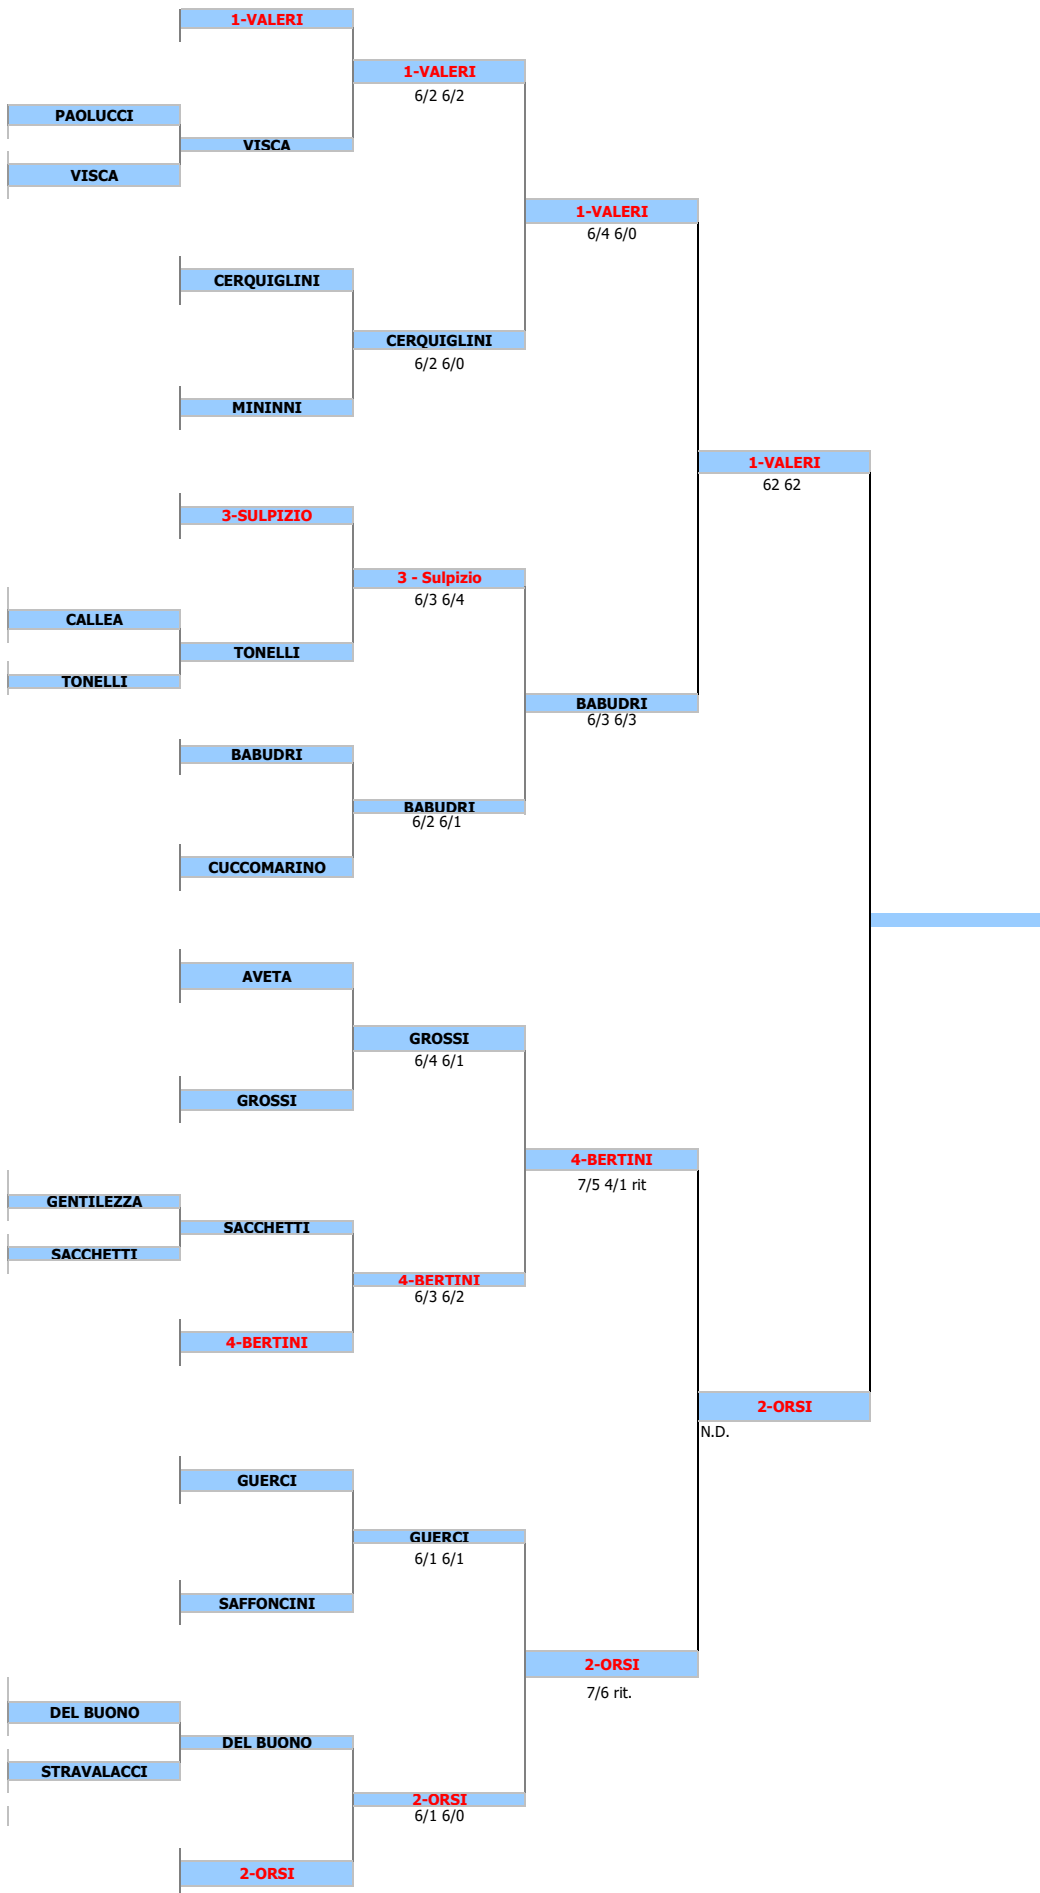 1-VALERI
1-VALERI
6/2 6/2
PAOLUCCI
VISCA
VISCA
1-VALERI
6/4 6/0
CERQUIGLINI
CERQUIGLINI
6/2 6/0
MININNI
1-VALERI
62 62
3-SULPIZIO
3 - Sulpizio
6/3 6/4
CALLEA
TONELLI
TONELLI
BABUDRI
6/3 6/3
BABUDRI
BABUDRI
6/2 6/1
CUCCOMARINO
AVETA
GROSSI
6/4 6/1
GROSSI
4-BERTINI
7/5 4/1 rit
GENTILEZZA
SACCHETTI
SACCHETTI
4-BERTINI
6/3 6/2
4-BERTINI
2-ORSI
N.D.
GUERCI
GUERCI
6/1 6/1
SAFFONCINI
2-ORSI
7/6 rit.
DEL BUONO
DEL BUONO
STRAVALACCI
2-ORSI
6/1 6/0
2-ORSI